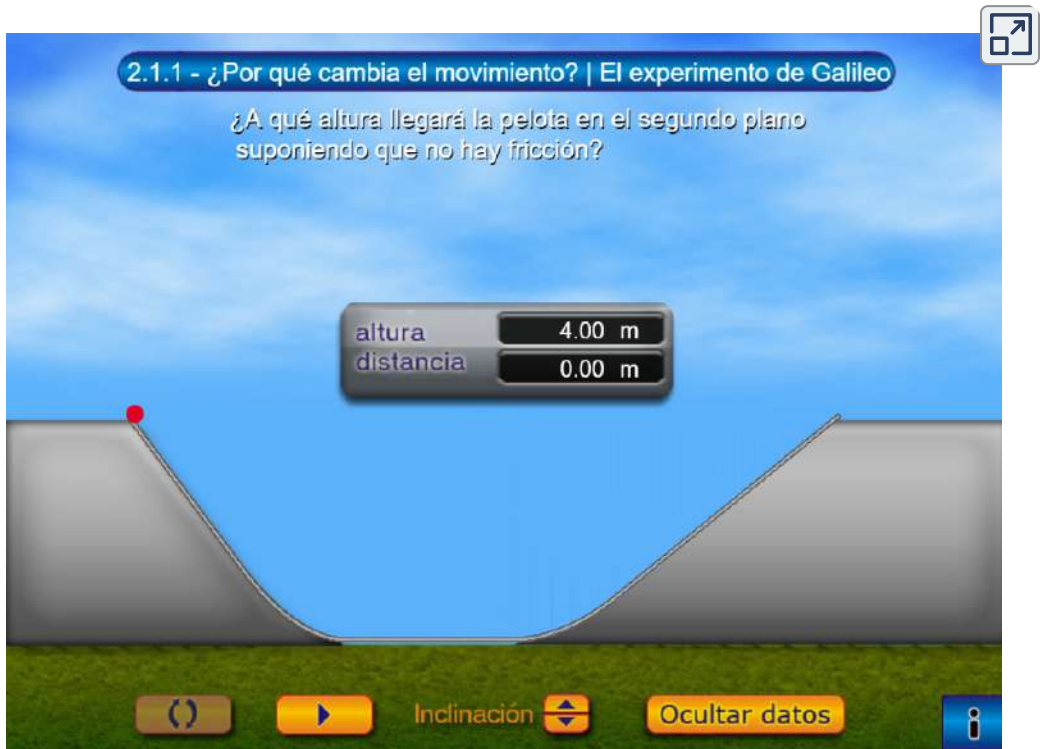 2.1.1 - ¿Por qué cambia el movimiento? | El experimento de Galileo
¿A qué altura llegará la pelota en el segundo plano
suponiendo que no hay fricción?
altura 4.00 m
distancia 0.00 m
Inclinación
Ocultar datos
i